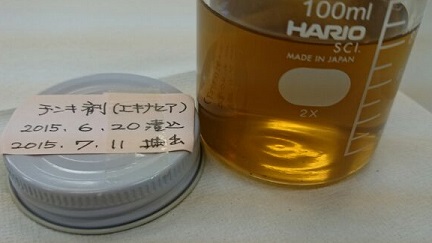 チンキ剤(エキナセア)
2015.6.20 漬込
2015.7.11 抽出
100ml
HARIO
SCI.
MADE IN JAPAN
2X